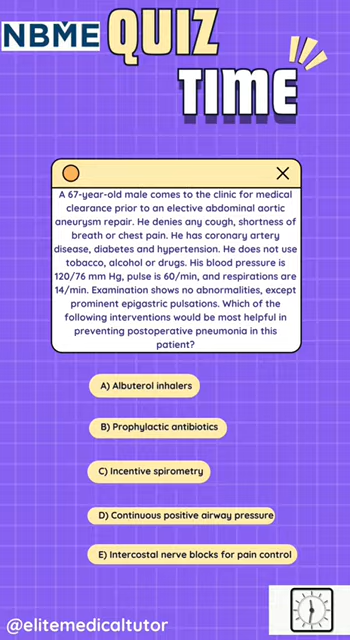 NBME QUIZ
TIME
A 67-year-old male comes to the clinic for medical
clearance prior to an elective abdominal aortic
aneurysm repair. He denies any cough, shortness of
breath or chest pain. He has coronary artery
disease, diabetes and hypertension. He does not use
tobacco, alcohol or drugs. His blood pressure is
120/76 mm Hg, pulse is 60/min, and respirations are
14/min. Examination shows no abnormalities, except
prominent epigastric pulsations. Which of the
following interventions would be most helpful in
preventing postoperative pneumonia in this
patient?
A) Albuterol inhalers
B) Prophylactic antibiotics
C) Incentive spirometry
D) Continuous positive airway pressure
E) Intercostal nerve blocks for pain control
@elitemedicaltutor